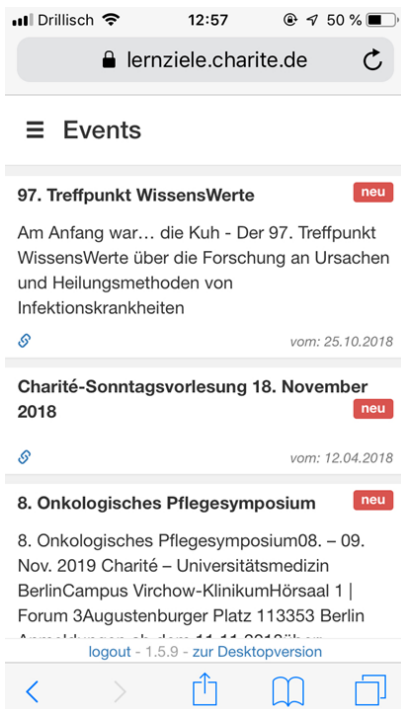 Drillisch 12:57 50 %
lernziele.charite.de
Events
97. Treffpunkt WissensWerte neu
Am Anfang war… die Kuh - Der 97. Treffpunkt
WissensWerte über die Forschung an Ursachen
und Heilungsmethoden von
Infektionskrankheiten
vom: 25.10.2018
Charité-Sonntagsvorlesung 18. November
2018 neu
vom: 12.04.2018
8. Onkologisches Pflegesymposium neu
8. Onkologisches Pflegesymposium08. – 09.
Nov. 2019 Charité – Universitätsmedizin
BerlinCampus Virchow-KlinikumHörsaal 1 |
Forum 3Augustenburger Platz 113353 Berlin
logout - 1.5.9 - zur Desktopversion